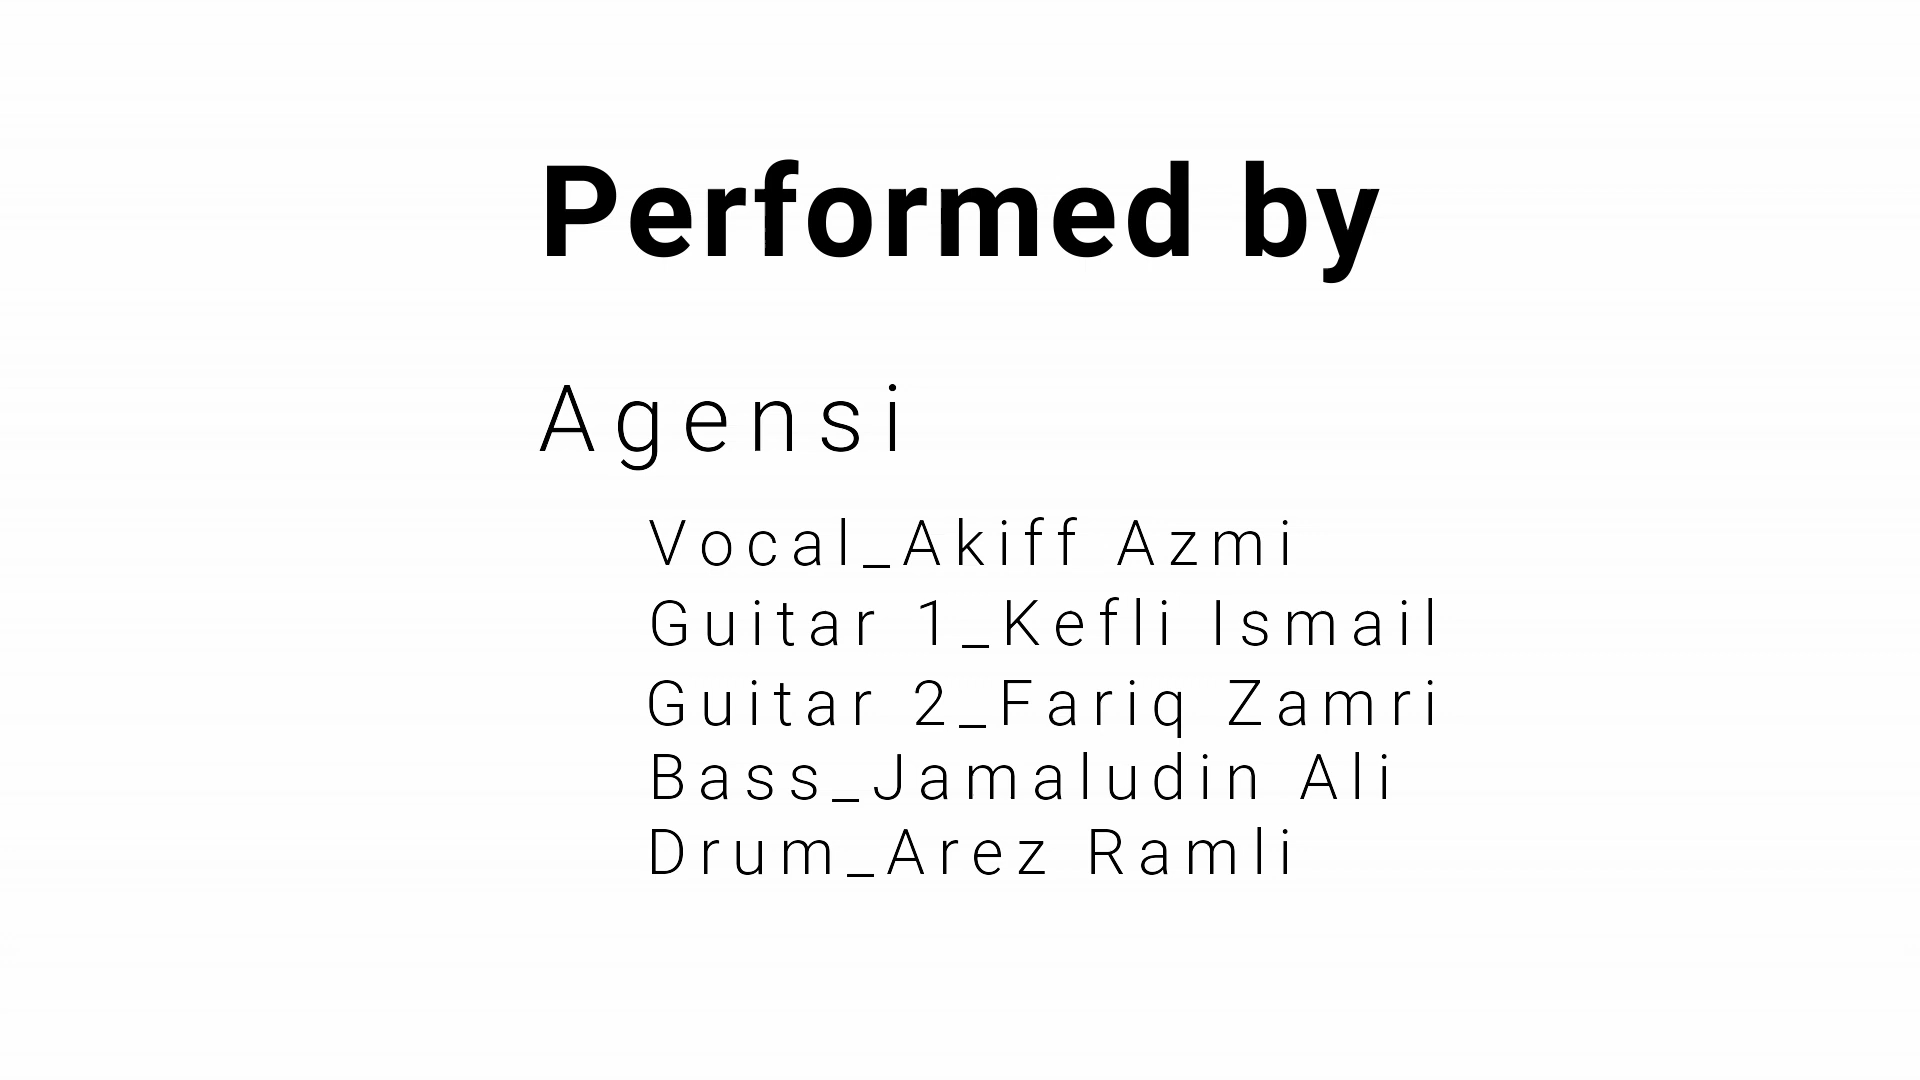 Performed by
Agensi
Vocal_Akiff Azmi
Guitar 1_Kefli Ismail
Guitar 2_Fariq Zamri
Bass_Jamaludin Ali
Drum_Arez Ramli